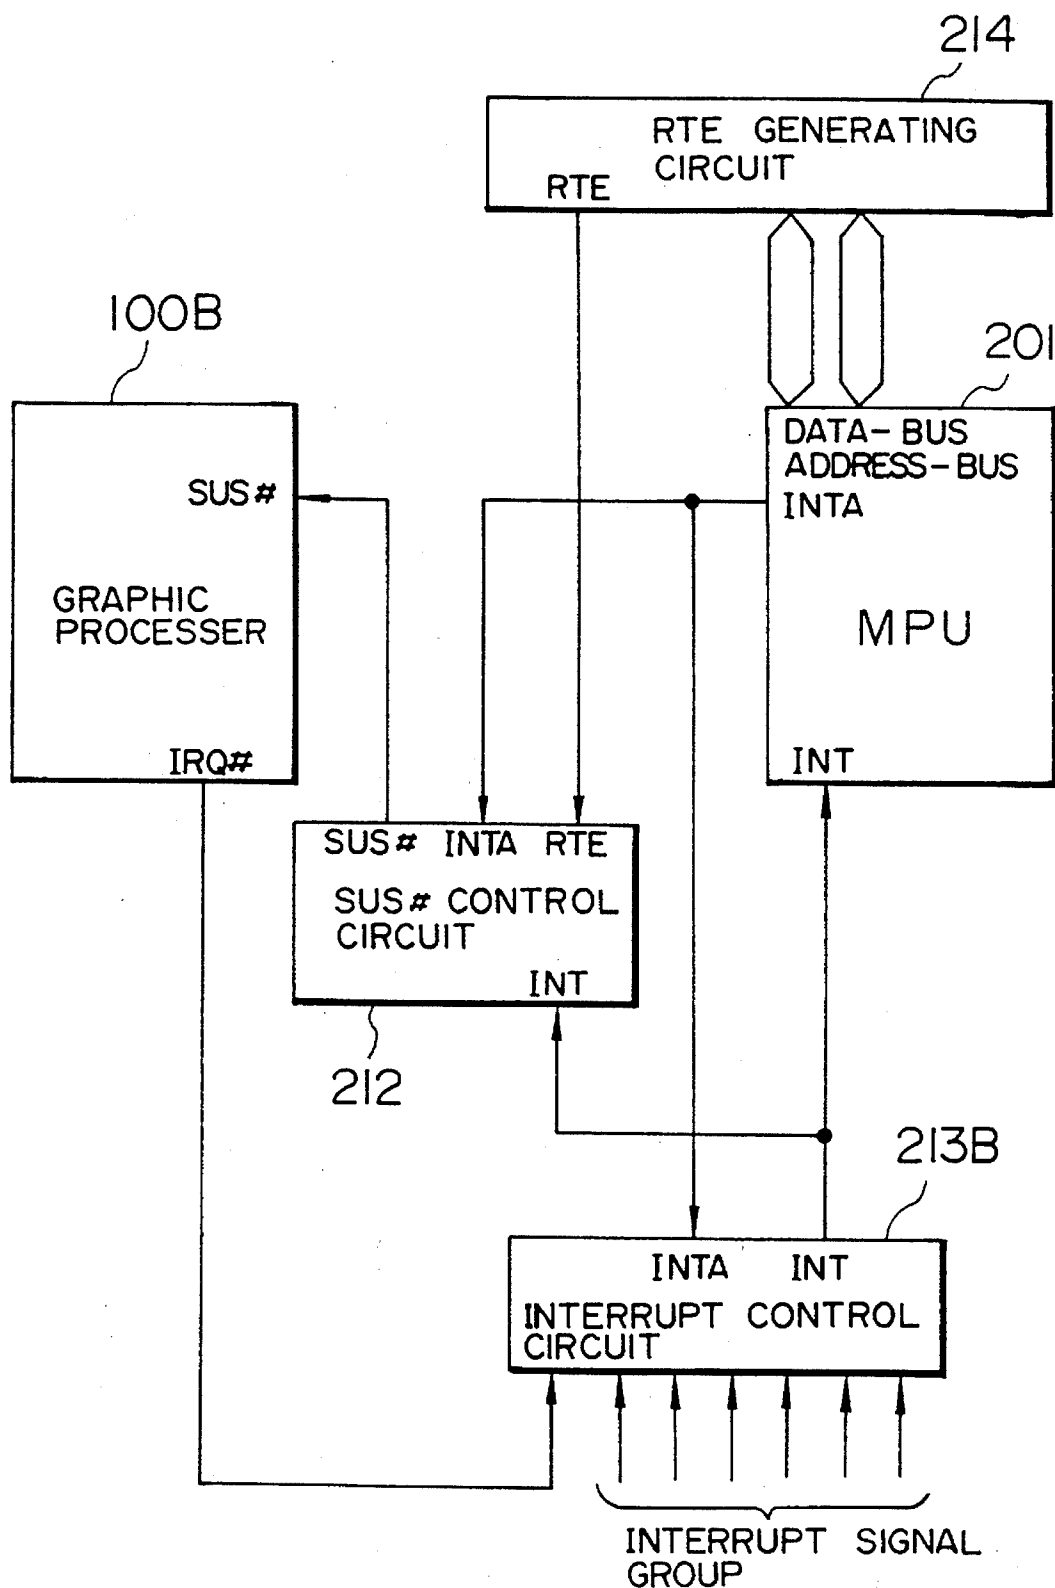 214
RTE GENERATING
CIRCUIT
RTE
100B
201
DATA-BUS
ADDRESS-BUS
INTA
MPU
INT
SUS#
GRAPHIC
PROCESSER
IRQ#
SUS# INTA RTE
SUS# CONTROL
CIRCUIT
INT
212
213B
INTA INT
INTERRUPT CONTROL
CIRCUIT
INTERRUPT SIGNAL
GROUP